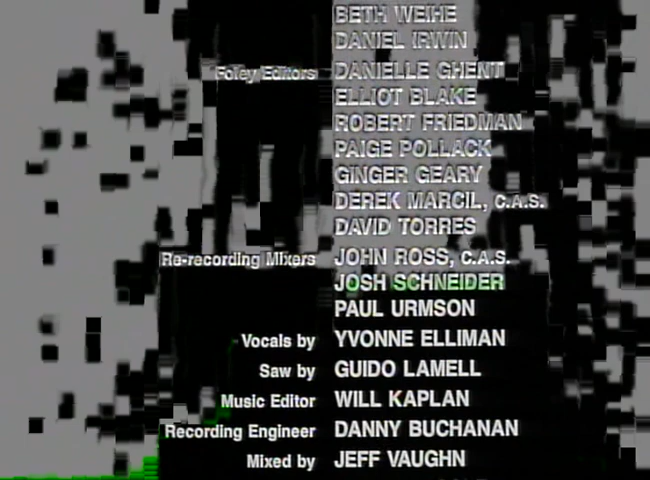 BETH WEIHE
DANIEL IRWIN
Foley Editors DANIELLE GHENT
ELLIOT BLAKE
ROBERT FRIEDMAN
PAIGE POLLACK
GINGER GEARY
DEREK MARCIL, C.A.S.
DAVID TORRES
Re-recording Mixers JOHN ROSS, C.A.S.
JOSH SCHNEIDER
PAUL URMSON
Vocals by YVONNE ELLIMAN
Saw by GUIDO LAMELL
Music Editor WILL KAPLAN
Recording Engineer DANNY BUCHANAN
Mixed by JEFF VAUGHN